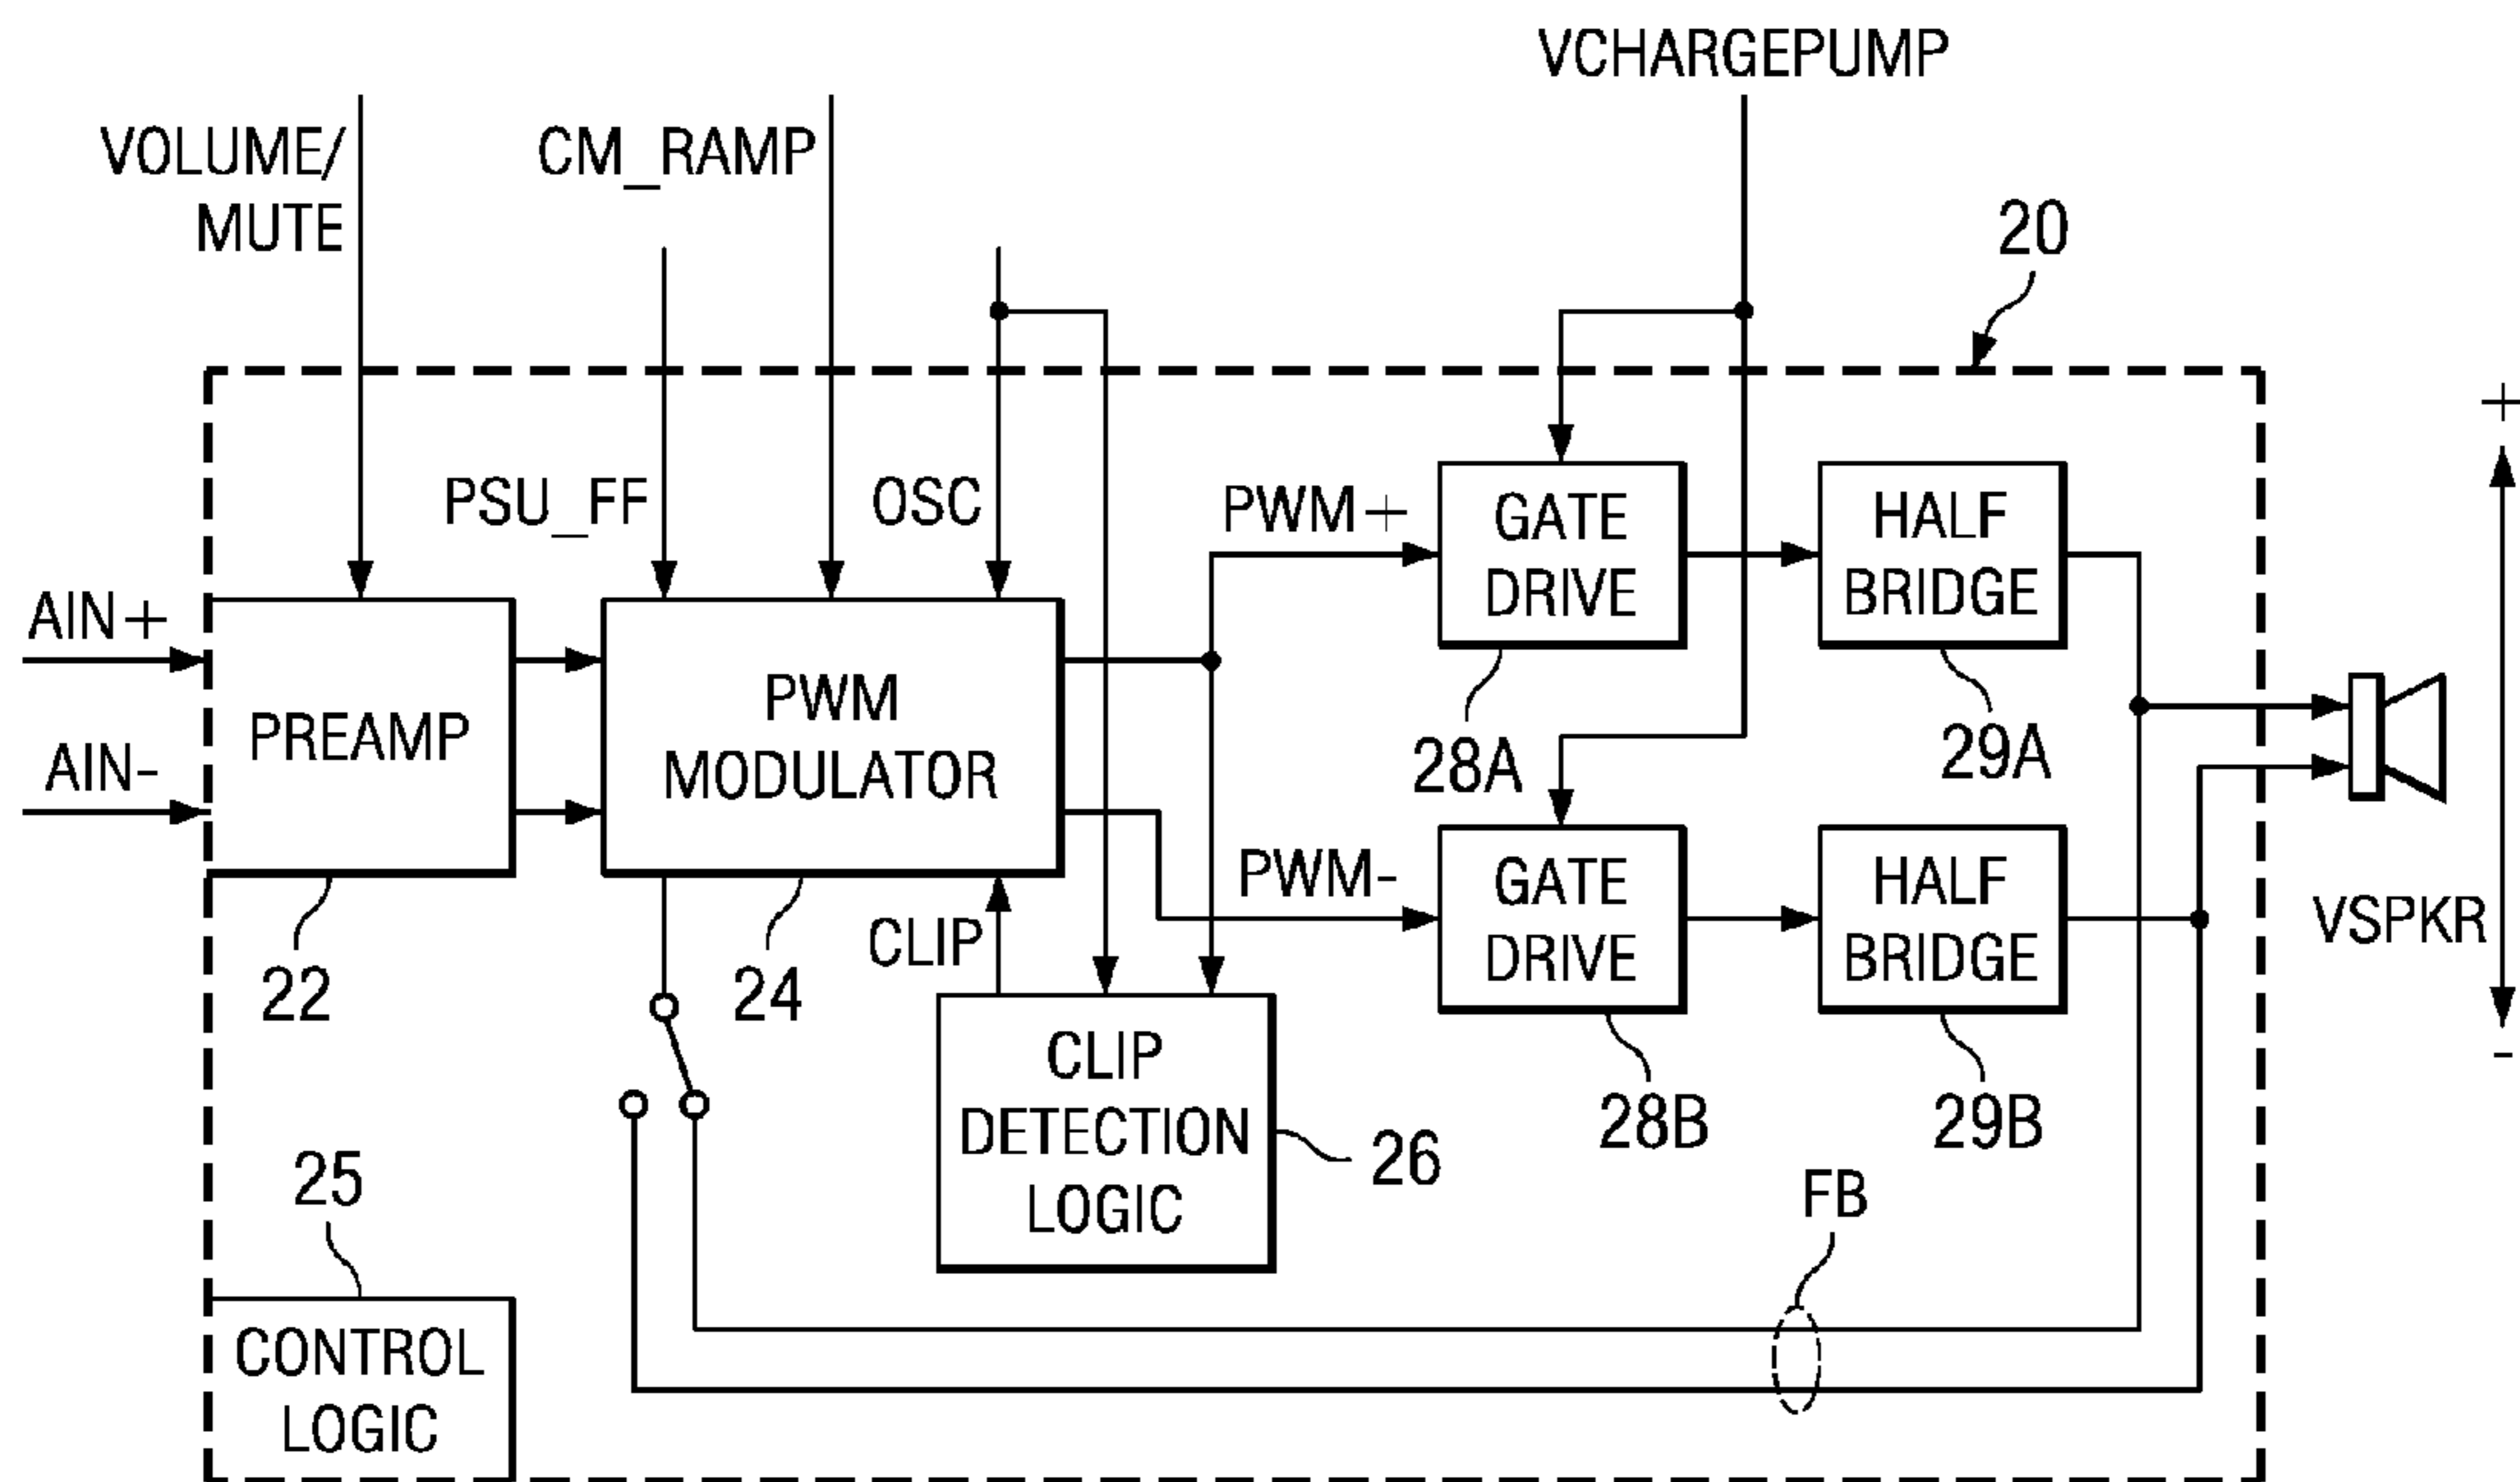 VCHARGEPUMP
VOLUME/
MUTE
CM_RAMP
20
+
PSU_FF
OSC
PWM+
GATE
DRIVE
HALF
BRIDGE
AIN+
AIN-
PREAMP
PWM
MODULATOR
28A
29A
PWM-
GATE
DRIVE
HALF
BRIDGE
VSPKR
CLIP
22
24
-
CLIP
DETECTION
LOGIC
26
28B
29B
25
FB
CONTROL
LOGIC